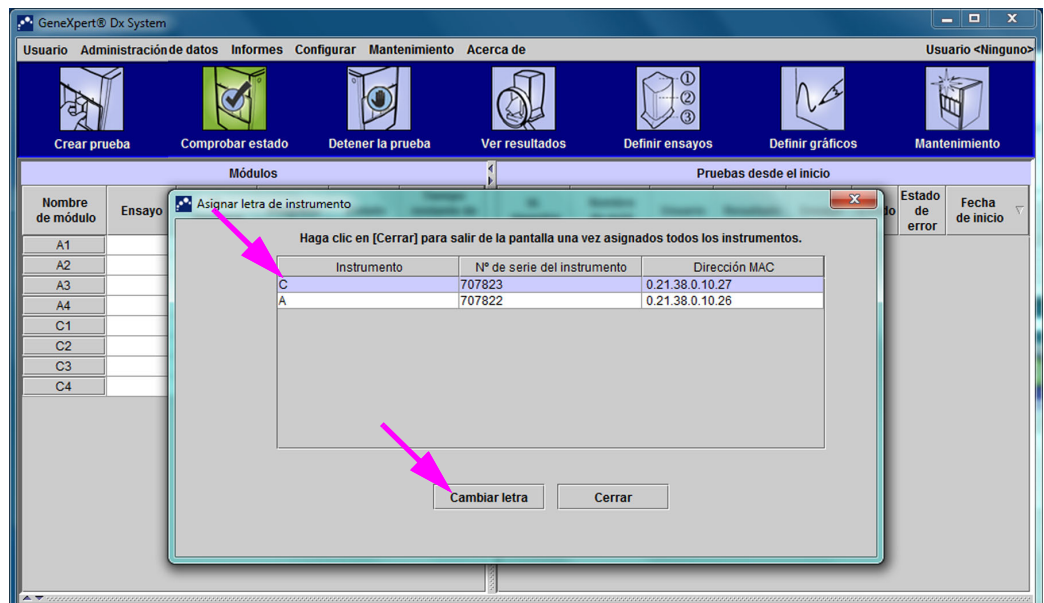 GeneXpert® Dx System
Usuario Administración de datos Informes Configurar Mantenimiento Acerca de Usuario <Ninguno>
Crear prueba Comprobar estado Detener la prueba Ver resultados Definir ensayos Definir gráficos Mantenimiento
Módulos Pruebas desde el inicio
Nombre de módulo Ensayo Estado de error Fecha de inicio
Asignar letra de instrumento
Haga clic en [Cerrar] para salir de la pantalla una vez asignados todos los instrumentos.
Instrumento Nº de serie del instrumento Dirección MAC
C 707823 0.21.38.0.10.27
A 707822 0.21.38.0.10.26
Cambiar letra Cerrar
A1
A2
A3
A4
C1
C2
C3
C4